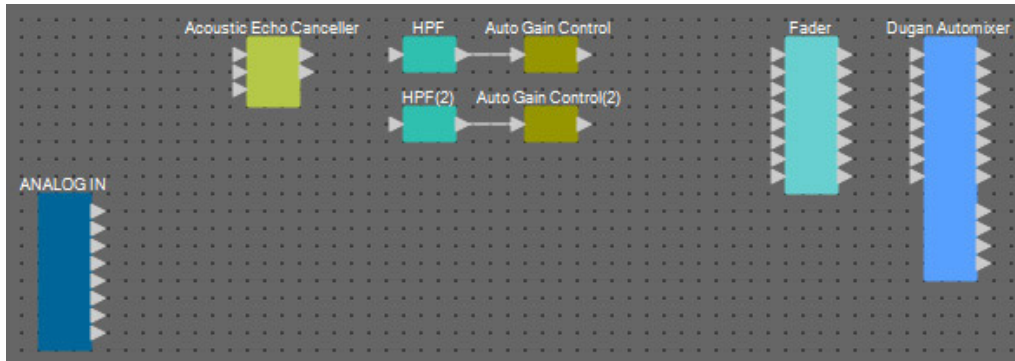 Acoustic Echo Canceller
HPF
Auto Gain Control
Fader
Dugan Automixer
HPF(2)
Auto Gain Control(2)
ANALOG IN